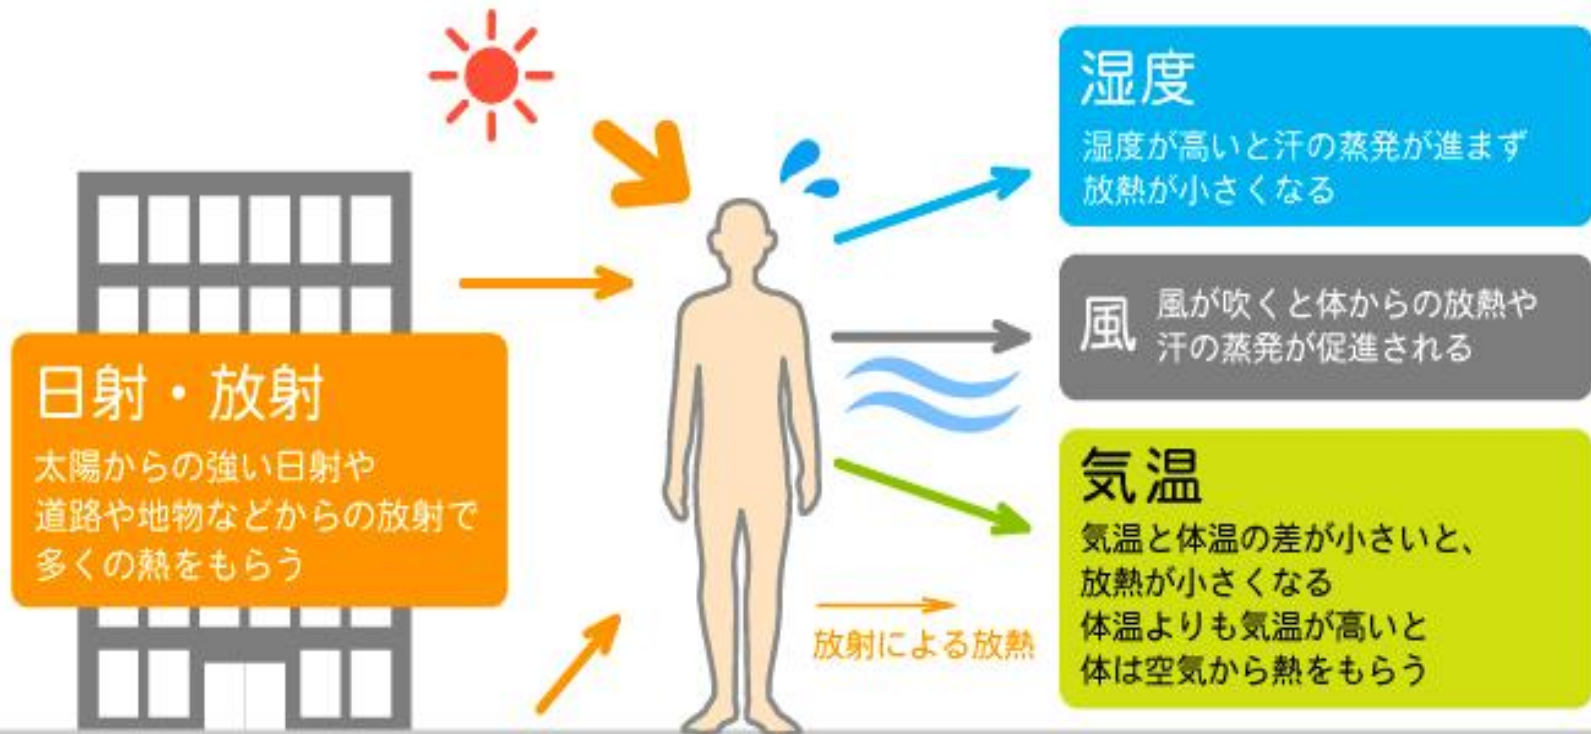 日射・放射
太陽からの強い日射や
道路や地物などからの放射で
多くの熱をもらう
湿度
湿度が高いと汗の蒸発が進まず
放熱が小さくなる
風
風が吹くと体からの放熱や
汗の蒸発が促進される
気温
気温と体温の差が小さいと、
放熱が小さくなる
体温よりも気温が高いと
体は空気から熱をもらう
放射による放熱